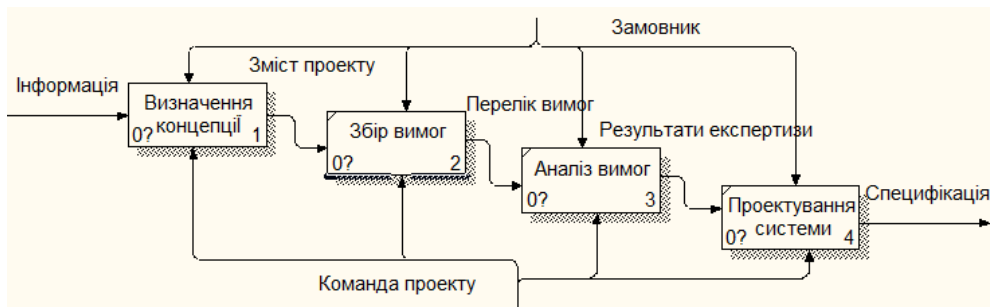 Замовник
Зміст проекту
Інформація
Визначення
концепції
0? 1
Перелік вимог
Збір вимог
0? 2
Результати експертизи
Аналіз вимог
0? 3
Специфікація
Проектування
системи
0? 4
Команда проекту